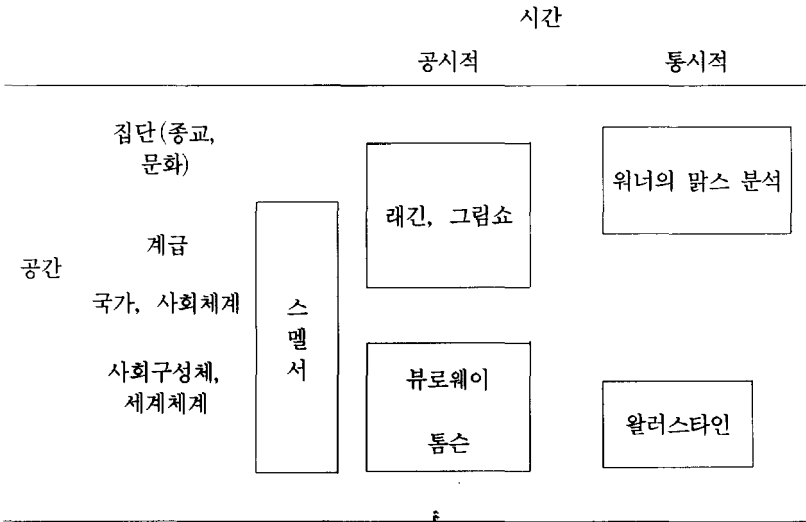 시간
공시적 통시적
집단(종교,
문화)
워너의 맑스 분석
래긴, 그림쇼
계급
공간
국가, 사회체계
스
멜
서
사회구성체,
세계체계
뷰로웨이
톰슨
왈러스타인